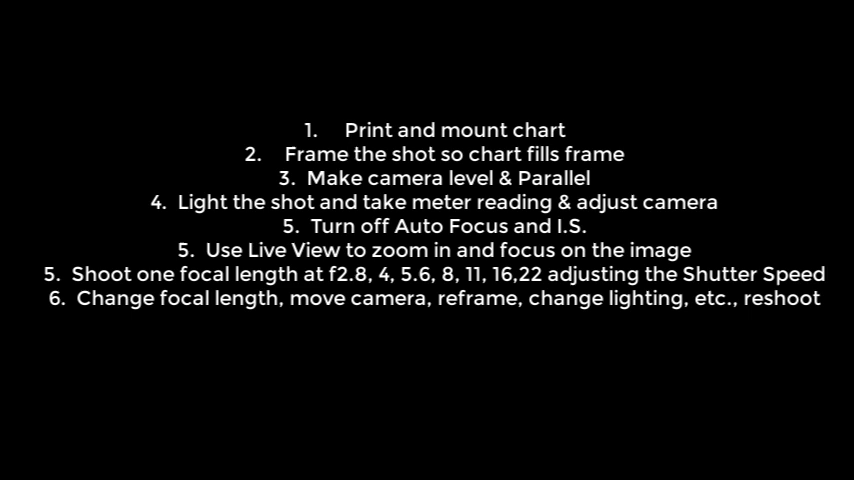 1. Print and mount chart
2. Frame the shot so chart fills frame
3. Make camera level & Parallel
4. Light the shot and take meter reading & adjust camera
5. Turn off Auto Focus and I.S.
5. Use Live View to zoom in and focus on the image
5. Shoot one focal length at f2.8, 4, 5.6, 8, 11, 16,22 adjusting the Shutter Speed
6. Change focal length, move camera, reframe, change lighting, etc., reshoot